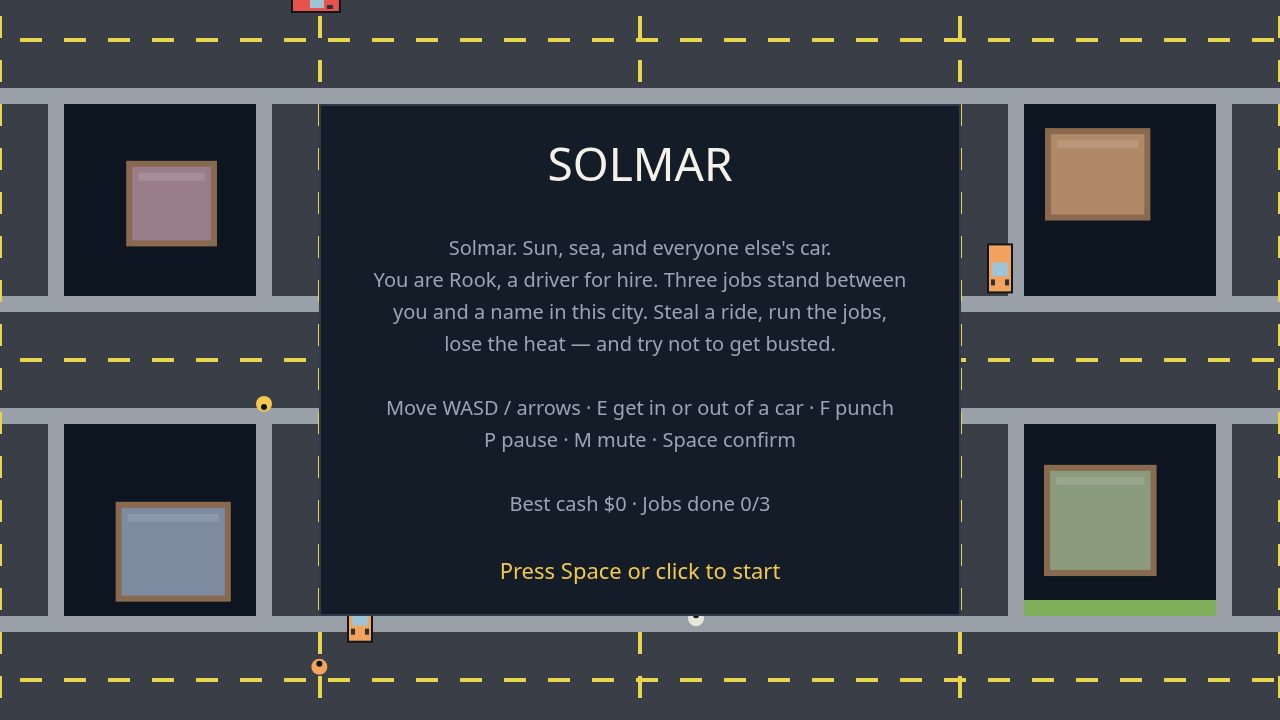 SOLMAR
Solmar. Sun, sea, and everyone else's car.
You are Rook, a driver for hire. Three jobs stand between
you and a name in this city. Steal a ride, run the jobs,
lose the heat — and try not to get busted.
Move WASD / arrows · E get in or out of a car · F punch
P pause · M mute · Space confirm
Best cash $0 · Jobs done 0/3
Press Space or click to start